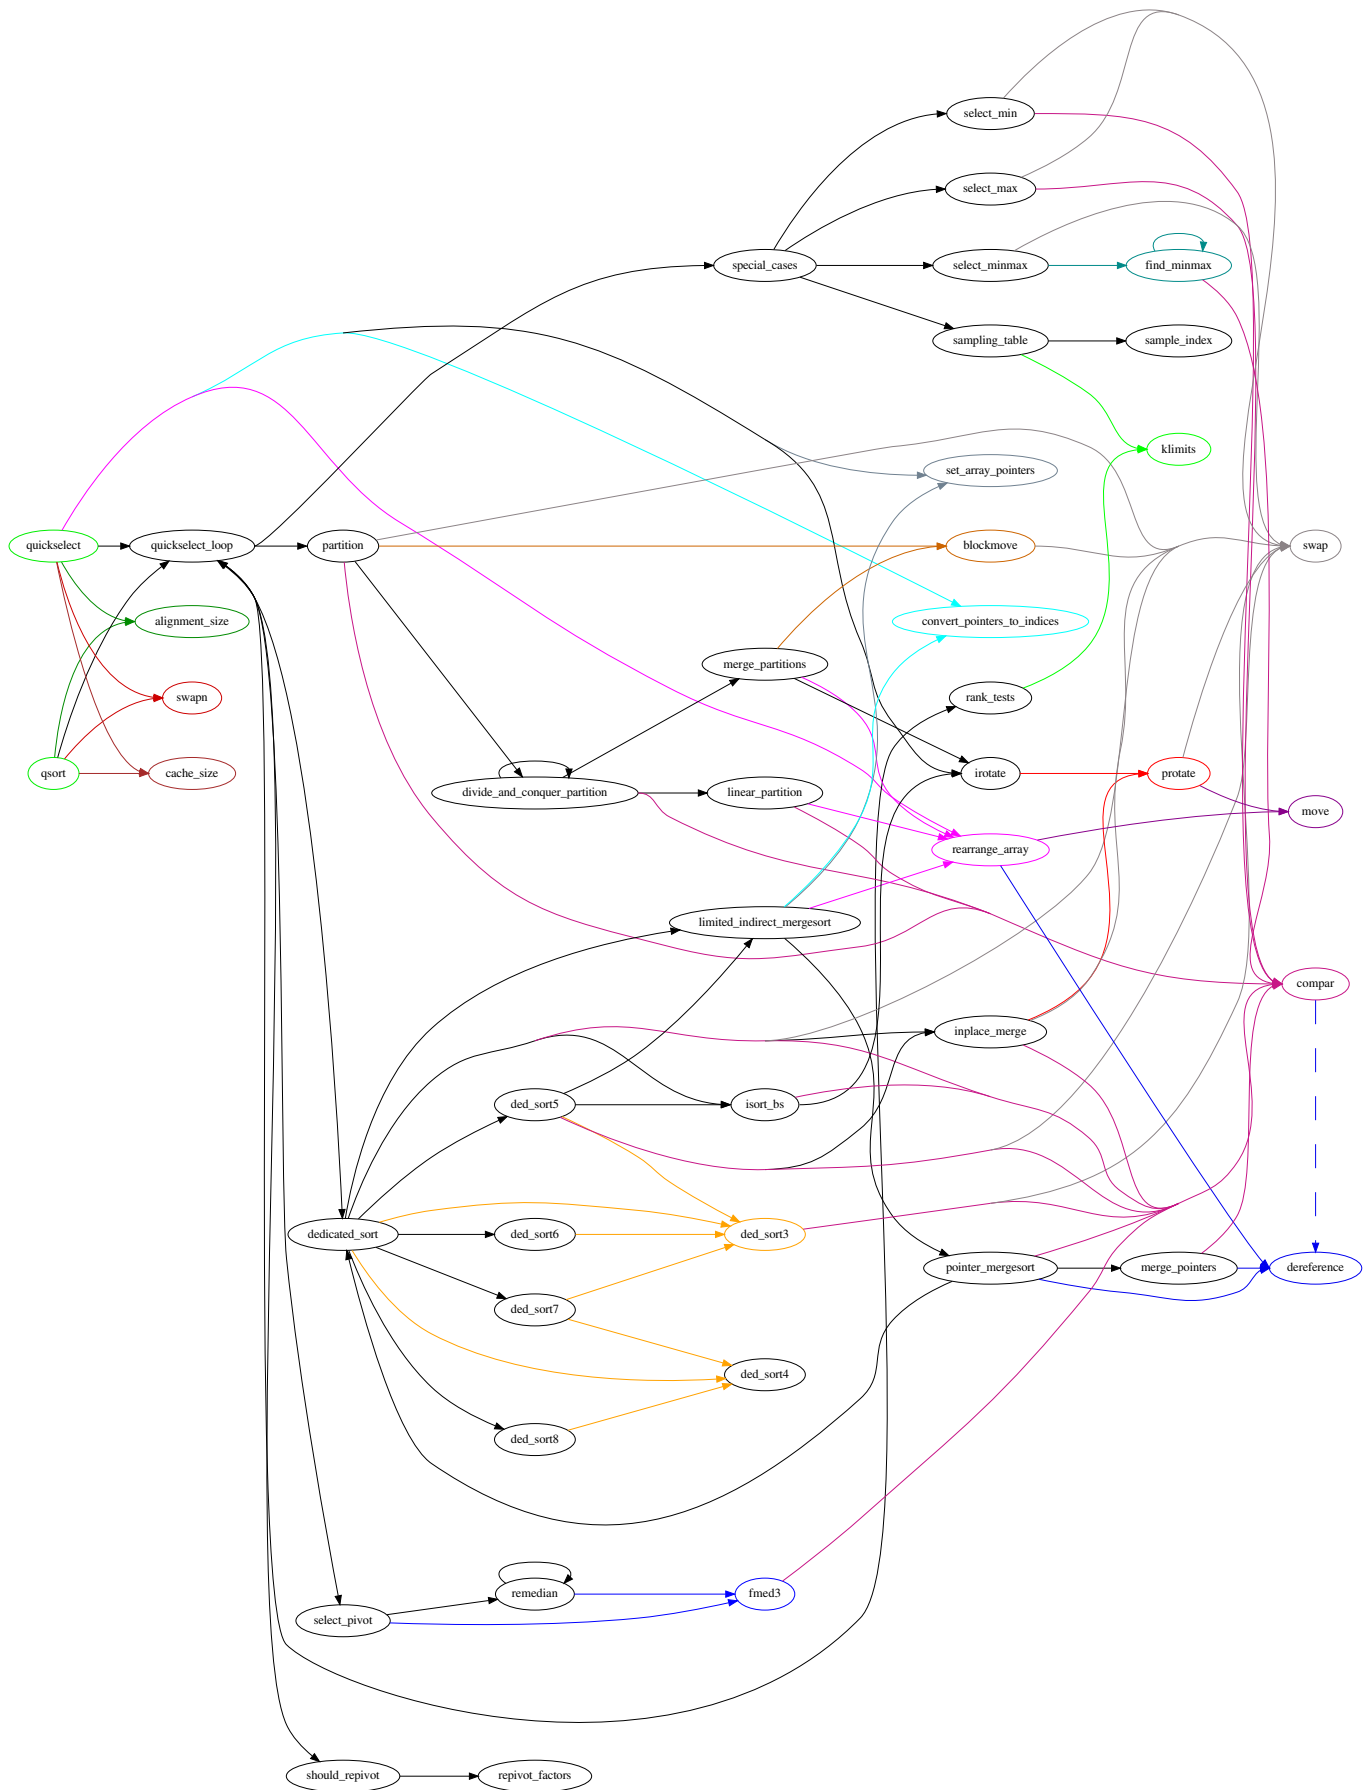 select_min
select_max
special_cases
select_minmax
find_minmax
sampling_table
sample_index
klimits
set_array_pointers
quickselect
quickselect_loop
partition
blockmove
swap
alignment_size
convert_pointers_to_indices
merge_partitions
swapn
rank_tests
qsort
cache_size
irotate
protate
divide_and_conquer_partition
linear_partition
move
rearrange_array
limited_indirect_mergesort
compar
inplace_merge
ded_sort5
isort_bs
dedicated_sort
ded_sort6
ded_sort3
pointer_mergesort
merge_pointers
dereference
ded_sort7
ded_sort4
ded_sort8
remedian
fmed3
select_pivot
should_repivot
repivot_factors